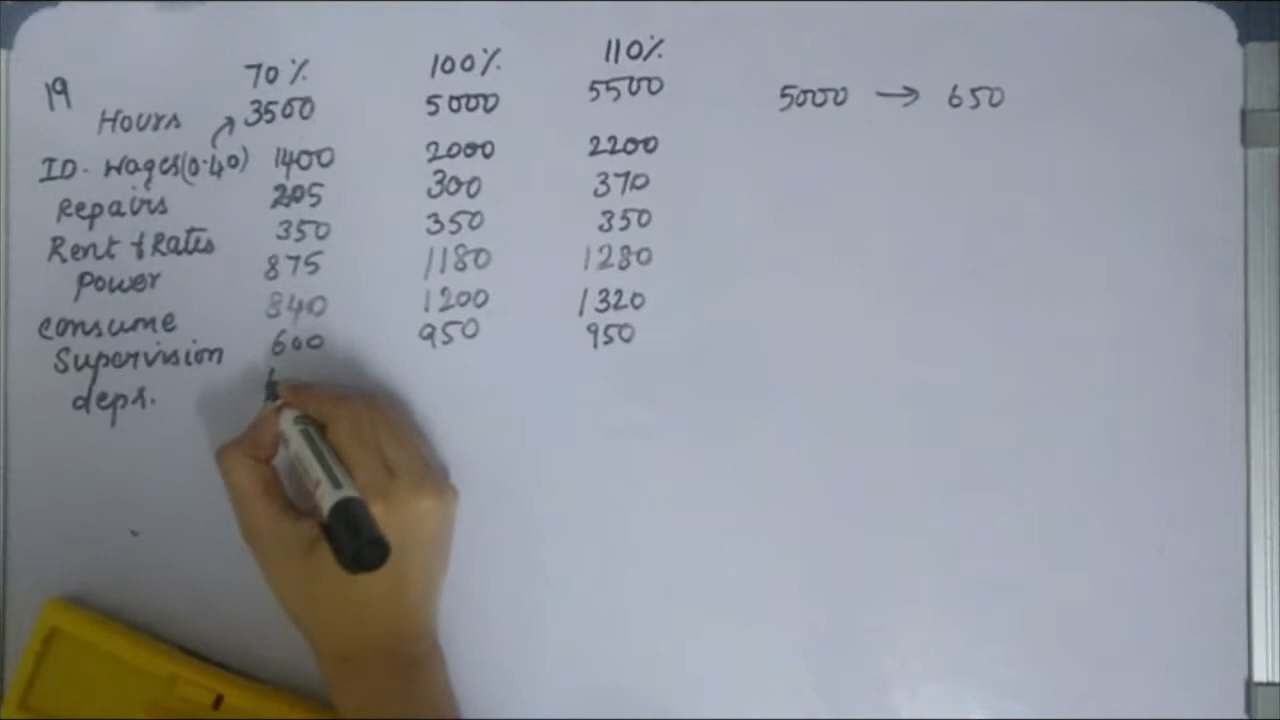 19 70% 100% 110%
Hours 3500 5000 5500 5000 → 650
ID. wages(0.40) 1400 2000 2200
Repairs 205 300 370
Rent & Rates 350 350 350
Power 875 1180 1280
Consume 840 1200 1320
Supervision 600 950 950
depr.